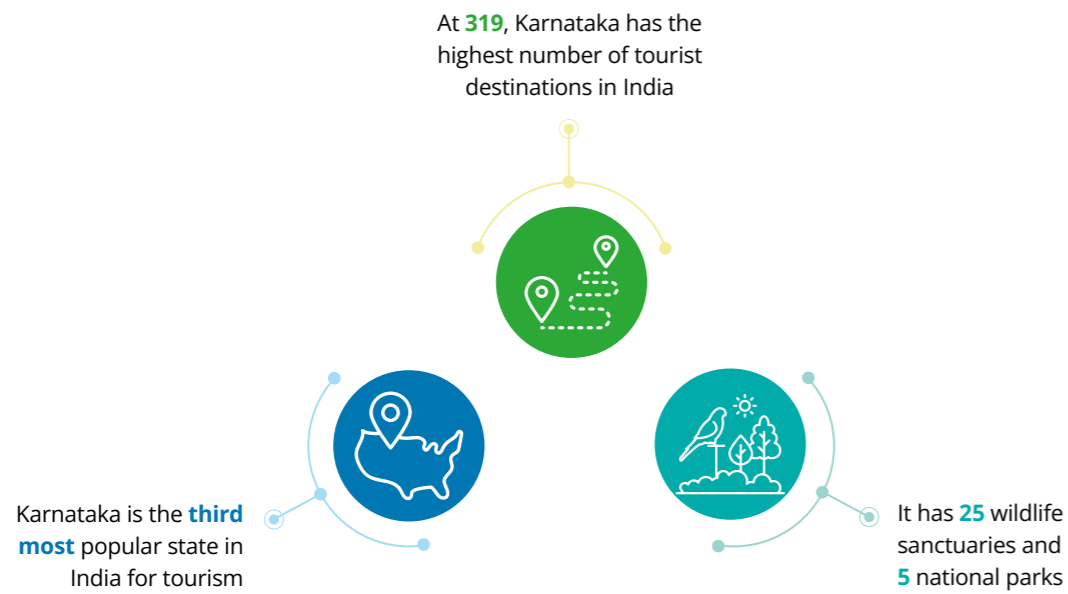 At 319, Karnataka has the
highest number of tourist
destinations in India
Karnataka is the third
most popular state in
India for tourism
It has 25 wildlife
sanctuaries and
5 national parks